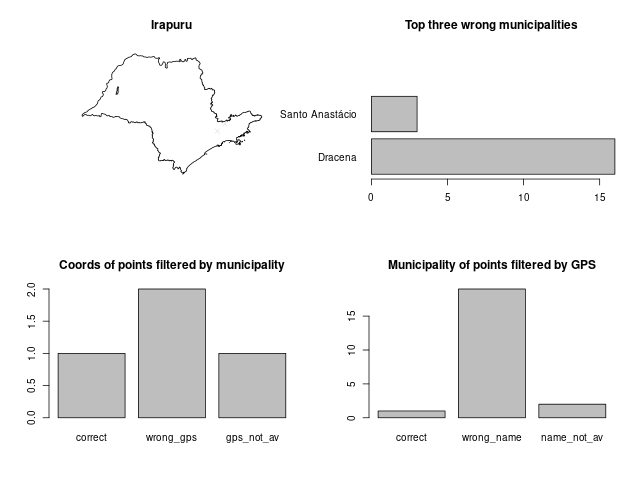 Irapuru
Top three wrong municipalities
Santo Anastácio
Dracena
0 5 10 15
Coords of points filtered by municipality
2.0
1.5
1.0
0.5
0.0
correct wrong_gps gps_not_av
Municipality of points filtered by GPS
15
10
5
0
correct wrong_name name_not_av